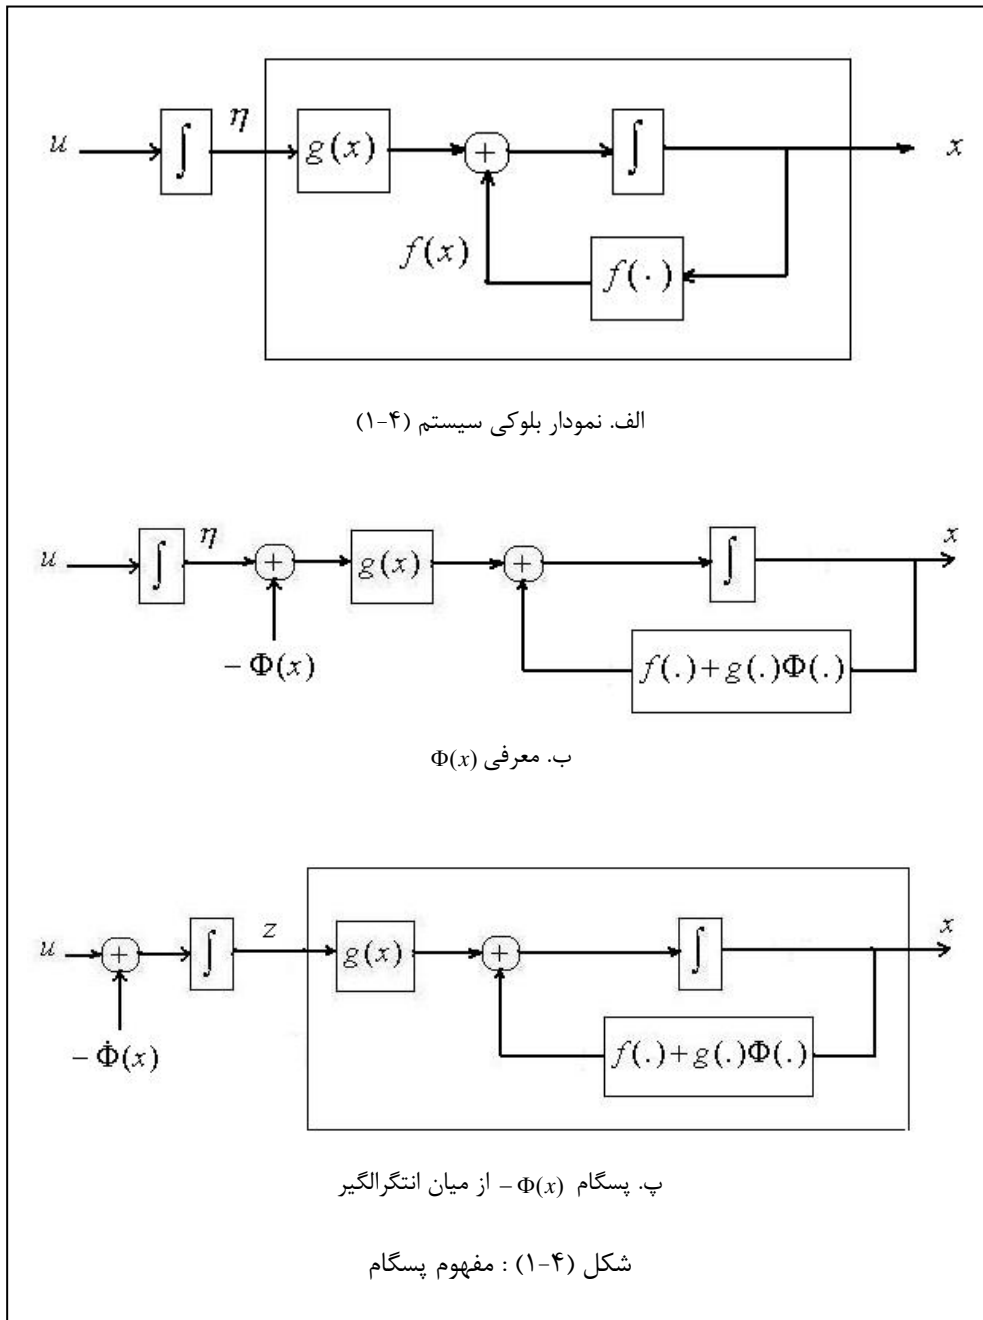 u ∫ η g(x) + ∫ x
f(x) f(·)
الف. نمودار بلوکی سیستم (۴-۱)
u ∫ η + g(x) + ∫ x
− Φ(x) f(.)+g(.)Φ(.)
ب. معرفی Φ(x)
u + ∫ z g(x) + ∫ x
− Φ̇(x) f(.)+g(.)Φ(.)
پ. پسگام − Φ(x) از میان انتگرالگیر
شکل (۴-۱) : مفهوم پسگام